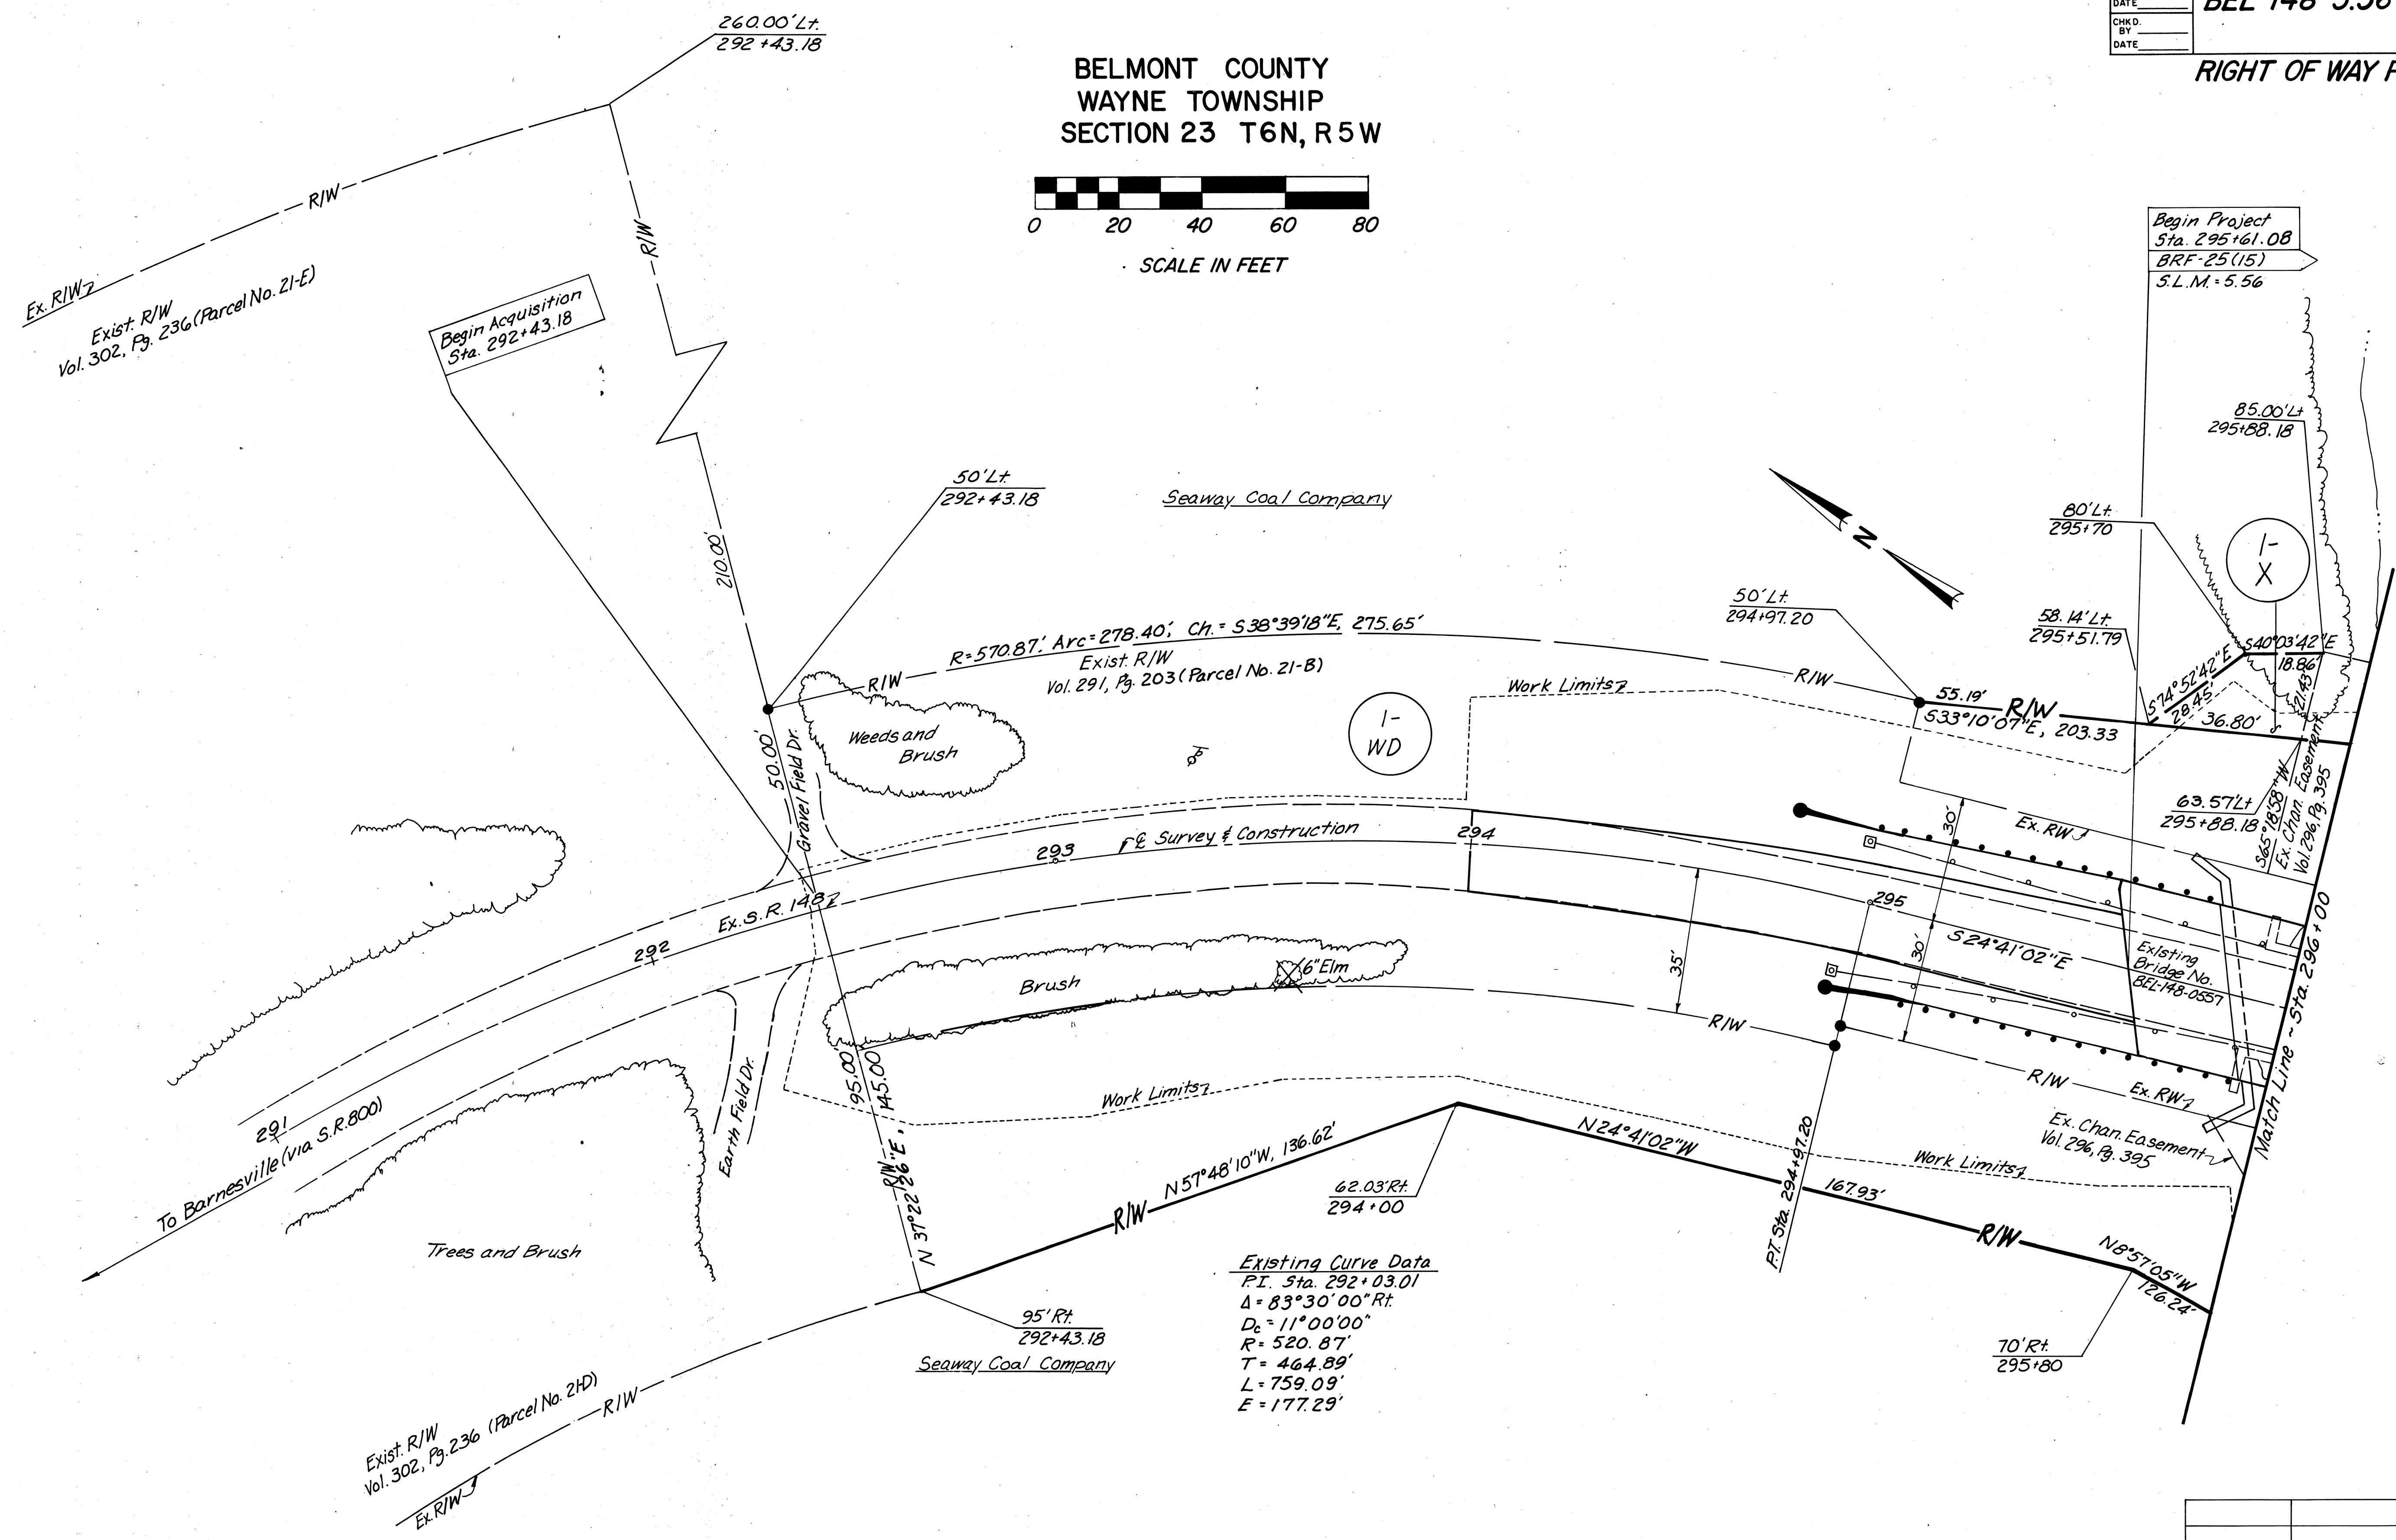 260.00' Lt.
292+43.18
BELMONT COUNTY
WAYNE TOWNSHIP
SECTION 23 T6N, R5W
0 20 40 60 80
SCALE IN FEET
DATE
CHKD.
BY
DATE
BEL 148 5.56
RIGHT OF WAY
R/W
R/W
Ex. R/W
Exist. R/W
Vol. 302, Pg. 236 (Parcel No. 21-E)
Begin Acquisition
Sta. 292+43.18
Begin Project
Sta. 295+61.08
BRF-25(15)
S.L.M. = 5.56
85.00' Lt
295+88.18
50' Lt.
292+43.18
Seaway Coal Company
N
80' Lt.
295+70
1-
X
210.00'
50' Lt.
294+97.20
58.14' Lt.
295+51.79
S40°03'42"E
18.86'
S74°52'42"E
28.45'
21.43'
36.80'
R=570.87', Arc=278.40', Ch.=S38°39'18"E, 275.65'
Exist. R/W
Vol. 291, Pg. 203 (Parcel No. 21-B)
R/W
Work Limits
R/W
55.19'
R/W
S33°10'07"E, 203.33
1-
WD
Weeds and
Brush
50.00'
Gravel Field Dr.
63.57' Lt
295+88.18
S65°18'58"W
Ex. Chan. Easement
Vol. 296, Pg. 395
30'
Ex. RW
℄ Survey & Construction
293
294
295
Ex. S.R. 148
292
291
To Barnesville (via S.R. 800)
S24°41'02"E
30'
35'
Existing
Bridge No.
BEL-148-0557
Match Line ~ Sta. 296+00
Brush
6" Elm
R/W
R/W
Ex. RW
Ex. Chan. Easement
Vol. 296, Pg. 395
Earth Field Dr.
95.00
145.00
R/W
N 37°22'26"E,
Work Limits
N57°48'10"W, 136.62'
R/W
62.03' Rt.
294+00
N24°41'02"W
167.93'
P.T. Sta. 294+97.20
Work Limits
R/W
N8°57'05"W
126.24'
Trees and Brush
95' Rt.
292+43.18
Seaway Coal Company
Existing Curve Data
P.I. Sta. 292+03.01
Δ = 83°30'00" Rt.
Dc = 11°00'00"
R = 520.87'
T = 464.89'
L = 759.09'
E = 177.29'
70' Rt.
295+80
Exist. R/W
Vol. 302, Pg. 236 (Parcel No. 21-D)
R/W
Ex. R/W